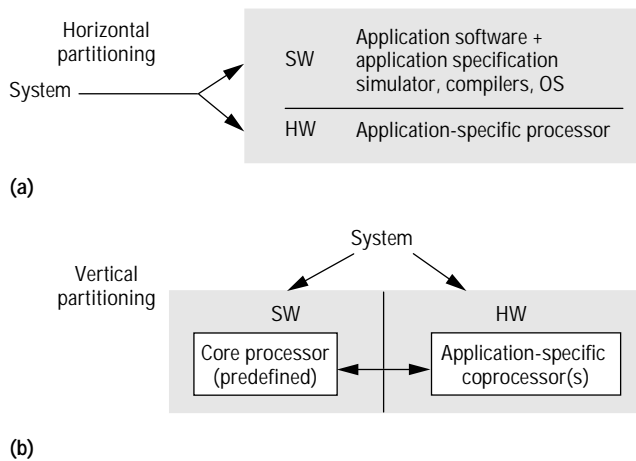 Horizontal
partitioning
System
SW
Application software +
application specification
simulator, compilers, OS
HW
Application-specific processor
(a)
System
Vertical
partitioning
SW
HW
Core processor
(predefined)
Application-specific
coprocessor(s)
(b)